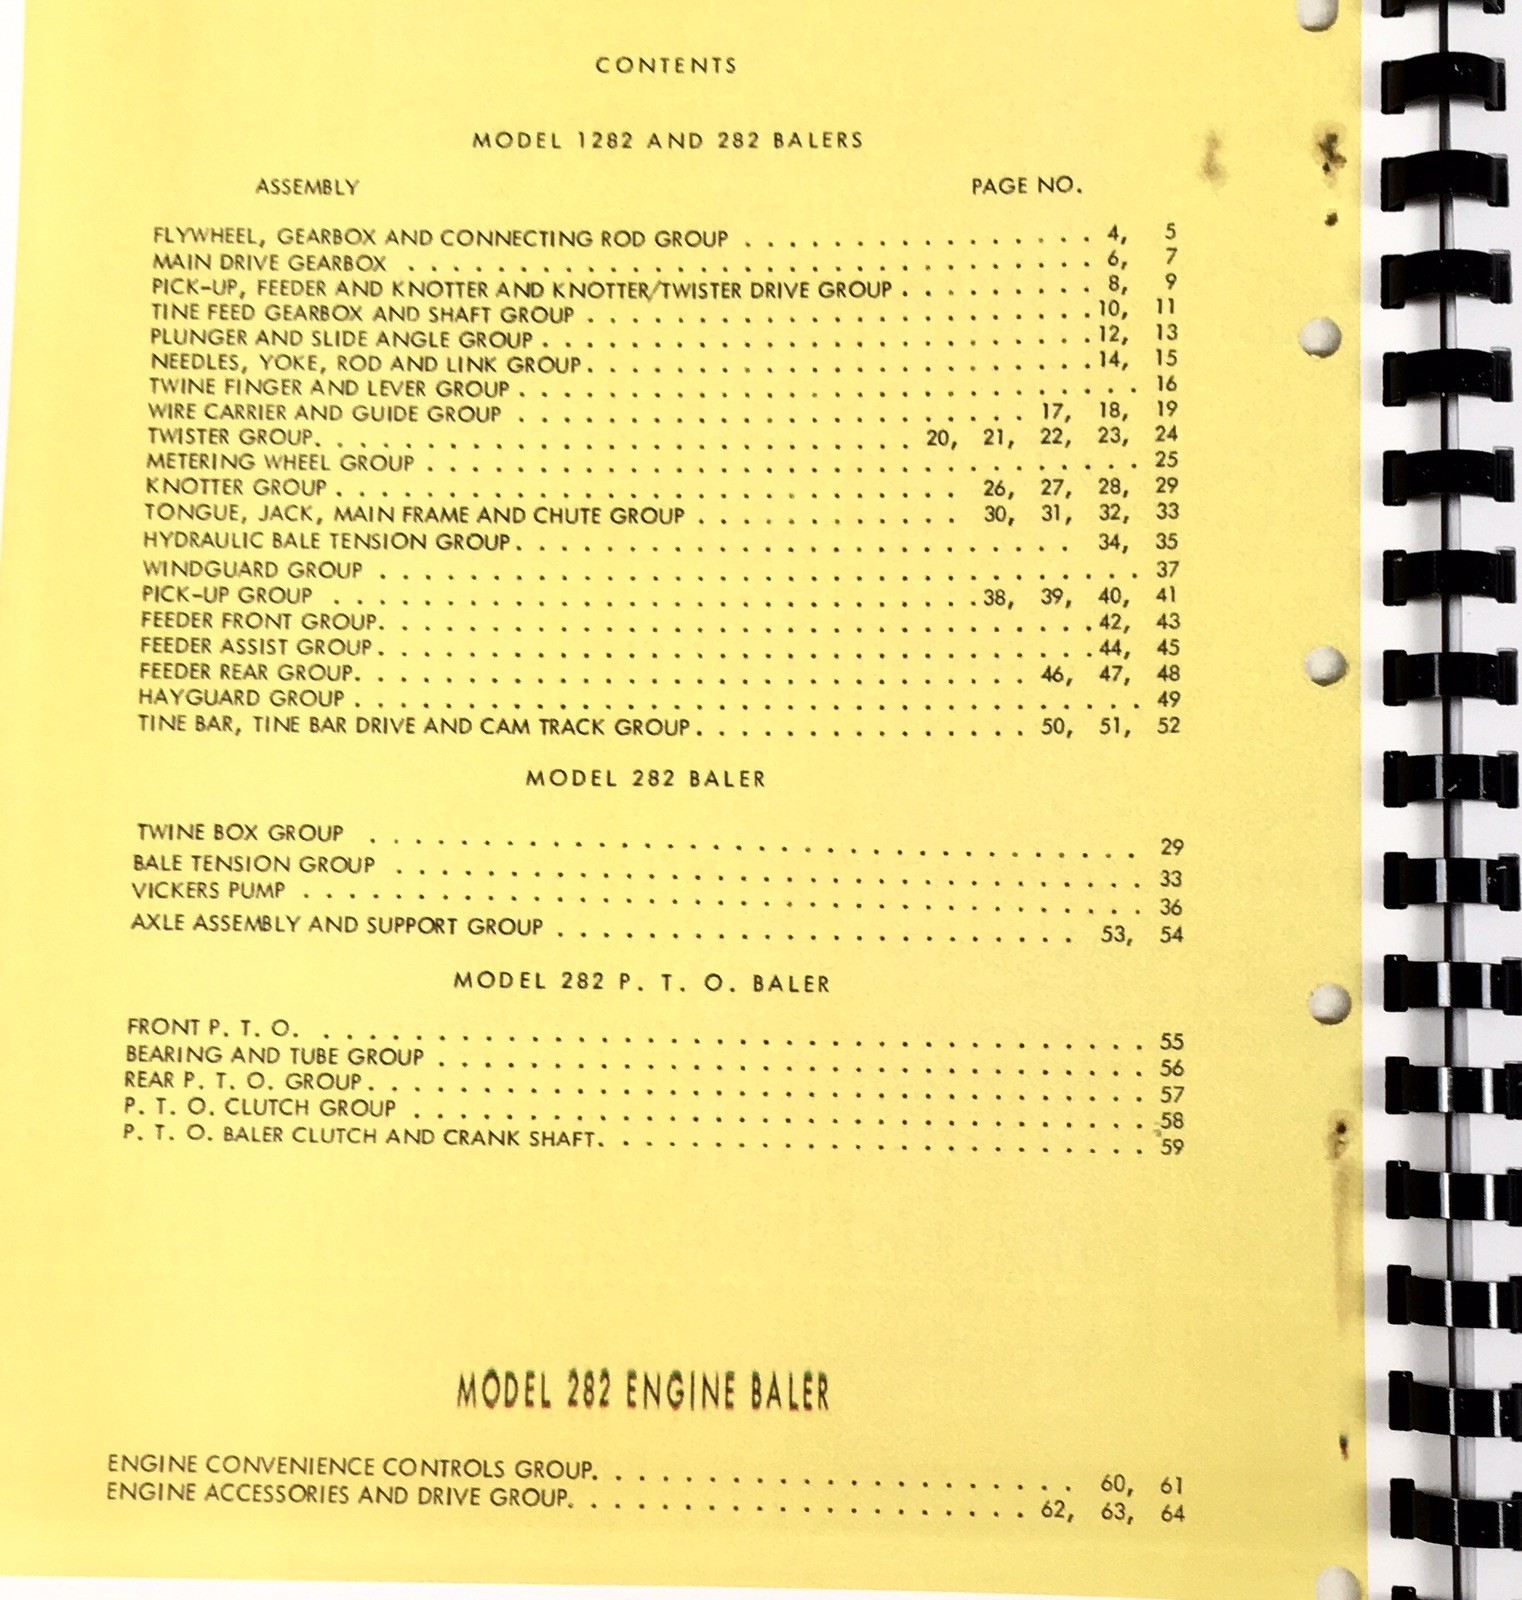 CONTENTS
MODEL 1282 AND 282 BALERS
ASSEMBLY PAGE NO.
FLYWHEEL, GEARBOX AND CONNECTING ROD GROUP . . . . . . . . . . . . . . . . 4, 5
MAIN DRIVE GEARBOX . . . . . . . . . . . . . . . . . . . . . . . . . . . . . . 6, 7
PICK-UP, FEEDER AND KNOTTER AND KNOTTER/TWISTER DRIVE GROUP . . . . . . . . . 8, 9
TINE FEED GEARBOX AND SHAFT GROUP . . . . . . . . . . . . . . . . . . . . . . . 10, 11
PLUNGER AND SLIDE ANGLE GROUP . . . . . . . . . . . . . . . . . . . . . . . . . 12, 13
NEEDLES, YOKE, ROD AND LINK GROUP . . . . . . . . . . . . . . . . . . . . . . . 14, 15
TWINE FINGER AND LEVER GROUP . . . . . . . . . . . . . . . . . . . . . . . . . . . . 16
WIRE CARRIER AND GUIDE GROUP . . . . . . . . . . . . . . . . . . . . . . . 17, 18, 19
TWISTER GROUP . . . . . . . . . . . . . . . . . . . . . . . . . . . 20, 21, 22, 23, 24
METERING WHEEL GROUP . . . . . . . . . . . . . . . . . . . . . . . . . . . . . . . . 25
KNOTTER GROUP . . . . . . . . . . . . . . . . . . . . . . . . . . . . 26, 27, 28, 29
TONGUE, JACK, MAIN FRAME AND CHUTE GROUP . . . . . . . . . . . . 30, 31, 32, 33
HYDRAULIC BALE TENSION GROUP . . . . . . . . . . . . . . . . . . . . . . . . . 34, 35
WINDGUARD GROUP . . . . . . . . . . . . . . . . . . . . . . . . . . . . . . . . . . 37
PICK-UP GROUP . . . . . . . . . . . . . . . . . . . . . . . . . . . . . 38, 39, 40, 41
FEEDER FRONT GROUP . . . . . . . . . . . . . . . . . . . . . . . . . . . . . . . . 42, 43
FEEDER ASSIST GROUP . . . . . . . . . . . . . . . . . . . . . . . . . . . . . . . . 44, 45
FEEDER REAR GROUP . . . . . . . . . . . . . . . . . . . . . . . . . . . . . . 46, 47, 48
HAYGUARD GROUP . . . . . . . . . . . . . . . . . . . . . . . . . . . . . . . . . . . 49
TINE BAR, TINE BAR DRIVE AND CAM TRACK GROUP . . . . . . . . . . . . . . . 50, 51, 52
MODEL 282 BALER
TWINE BOX GROUP . . . . . . . . . . . . . . . . . . . . . . . . . . . . . . . . . . 29
BALE TENSION GROUP . . . . . . . . . . . . . . . . . . . . . . . . . . . . . . . . . 33
VICKERS PUMP . . . . . . . . . . . . . . . . . . . . . . . . . . . . . . . . . . . . . 36
AXLE ASSEMBLY AND SUPPORT GROUP . . . . . . . . . . . . . . . . . . . . . . . 53, 54
MODEL 282 P. T. O. BALER
FRONT P. T. O. . . . . . . . . . . . . . . . . . . . . . . . . . . . . . . . . . . . . 55
BEARING AND TUBE GROUP . . . . . . . . . . . . . . . . . . . . . . . . . . . . . . . 56
REAR P. T. O. GROUP . . . . . . . . . . . . . . . . . . . . . . . . . . . . . . . . . . 57
P. T. O. CLUTCH GROUP . . . . . . . . . . . . . . . . . . . . . . . . . . . . . . . . 58
P. T. O. BALER CLUTCH AND CRANK SHAFT . . . . . . . . . . . . . . . . . . . . . . . . 59
MODEL 282 ENGINE BALER
ENGINE CONVENIENCE CONTROLS GROUP . . . . . . . . . . . . . . . . . . . . . 60, 61
ENGINE ACCESSORIES AND DRIVE GROUP . . . . . . . . . . . . . . . . . . . . 62, 63, 64